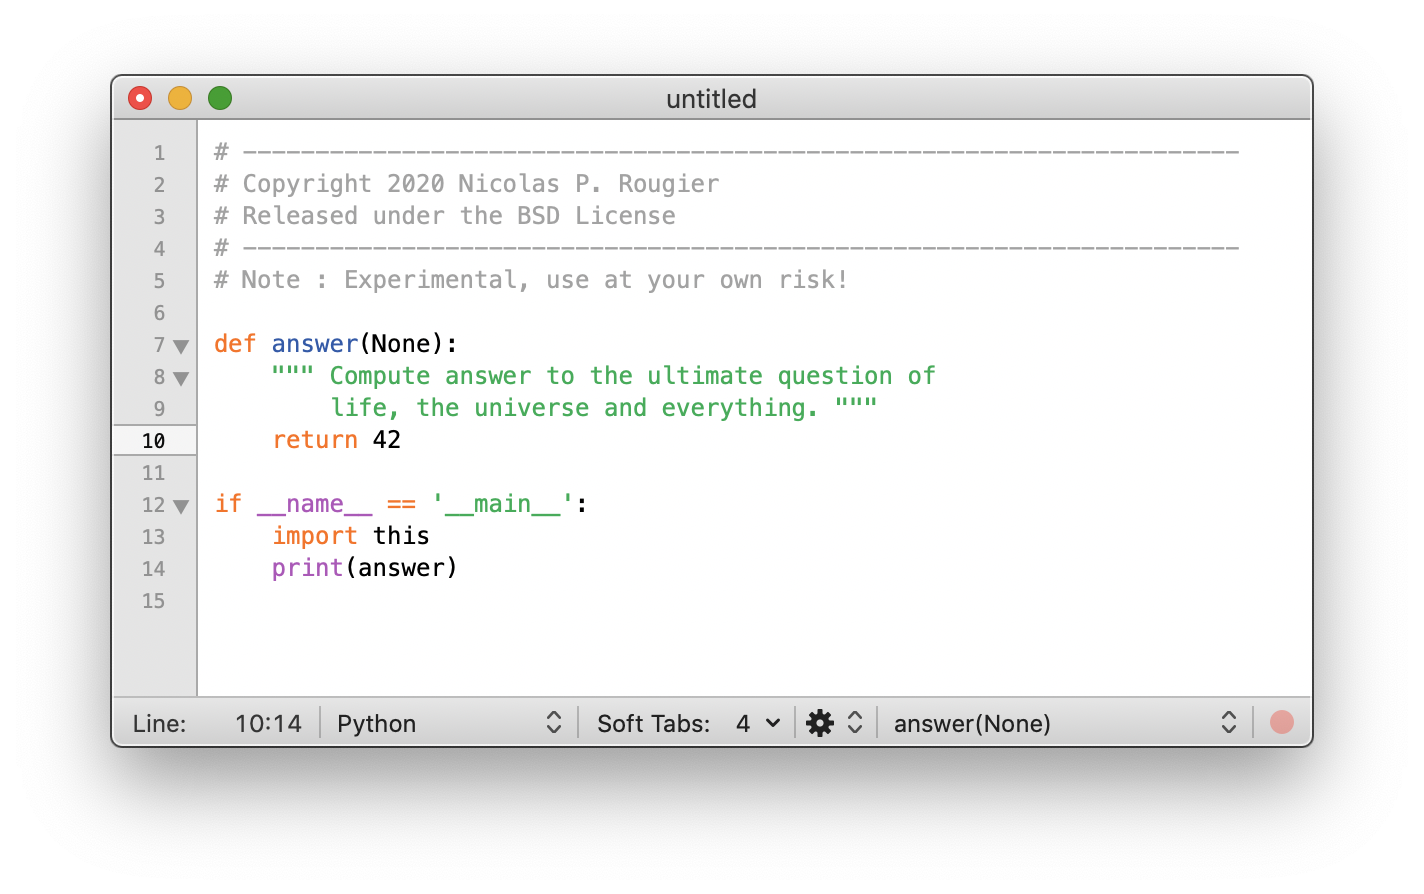 untitled
1 # ---------------------------------------------------------------------
2 # Copyright 2020 Nicolas P. Rougier
3 # Released under the BSD License
4 # ---------------------------------------------------------------------
5 # Note : Experimental, use at your own risk!
6
7 def answer(None):
8     """ Compute answer to the ultimate question of
9         life, the universe and everything. """
10     return 42
11
12 if __name__ == '__main__':
13     import this
14     print(answer)
15
Line: 10:14 Python Soft Tabs: 4 answer(None)